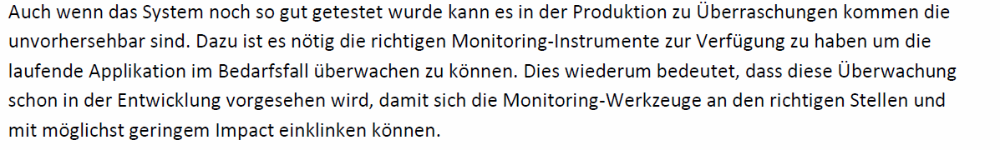 Auch wenn das System noch so gut getestet wurde kann es in der Produktion zu Überraschungen kommen die
unvorhersehbar sind. Dazu ist es nötig die richtigen Monitoring-Instrumente zur Verfügung zu haben um die
laufende Applikation im Bedarfsfall überwachen zu können. Dies wiederum bedeutet, dass diese Überwachung
schon in der Entwicklung vorgesehen wird, damit sich die Monitoring-Werkzeuge an den richtigen Stellen und
mit möglichst geringem Impact einklinken können.